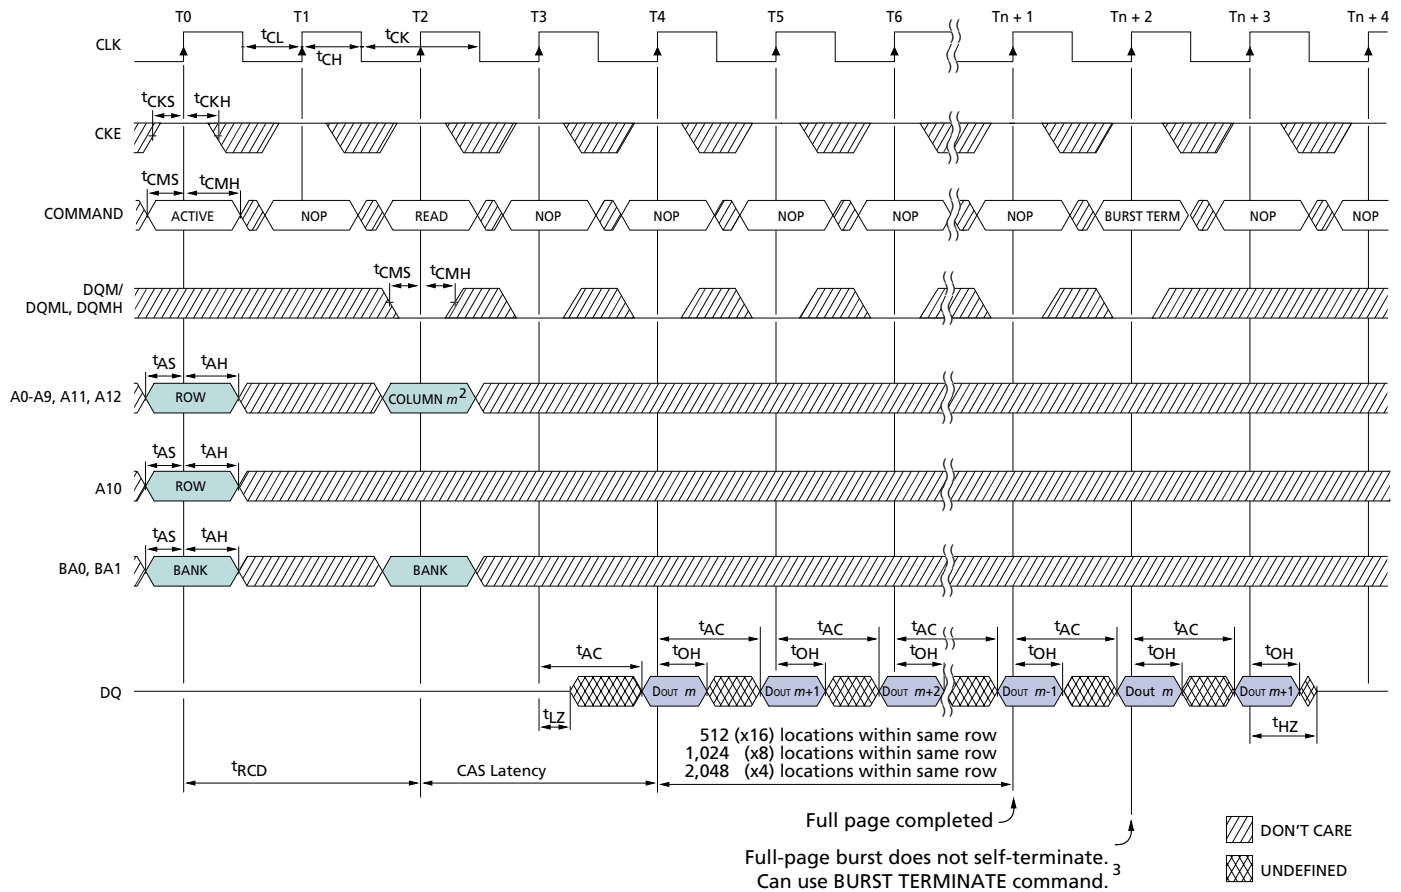 T0 T1 T2 T3 T4 T5 T6 Tn + 1 Tn + 2 Tn + 3 Tn + 4
CLK tCL tCH tCK
tCKS tCKH
CKE
tCMS tCMH
COMMAND ACTIVE NOP READ NOP NOP NOP NOP NOP BURST TERM NOP NOP
tCMS tCMH
DQM/
DQML, DQMH
tAS tAH
A0-A9, A11, A12 ROW COLUMN m2
tAS tAH
A10 ROW
tAS tAH
BA0, BA1 BANK BANK
tAC tAC tAC tAC tAC tAC
tOH tOH tOH tOH tOH tOH
DQ DOUT m DOUT m+1 DOUT m+2 DOUT m-1 Dout m DOUT m+1
tLZ tHZ
512 (x16) locations within same row
1,024 (x8) locations within same row
2,048 (x4) locations within same row
tRCD CAS Latency
Full page completed
Full-page burst does not self-terminate. 3
Can use BURST TERMINATE command.
DON'T CARE
UNDEFINED